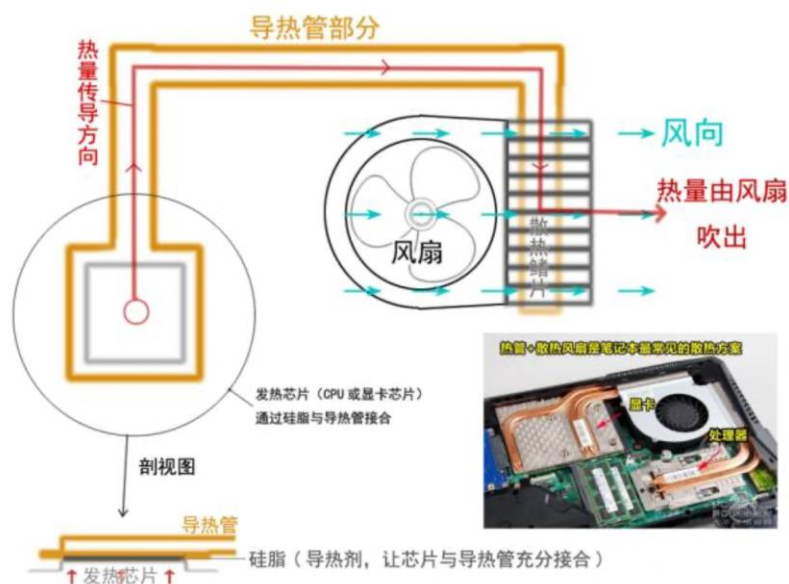 导热管部分
热量传导方向
风向
热量由风扇
吹出
风扇
散热鳍片
热管+散热风扇是笔记本最常见的散热方案
显卡
处理器
发热芯片（CPU 或显卡芯片）
通过硅脂与导热管接合
剖视图
导热管
硅脂（导热剂，让芯片与导热管充分接合）
发热芯片